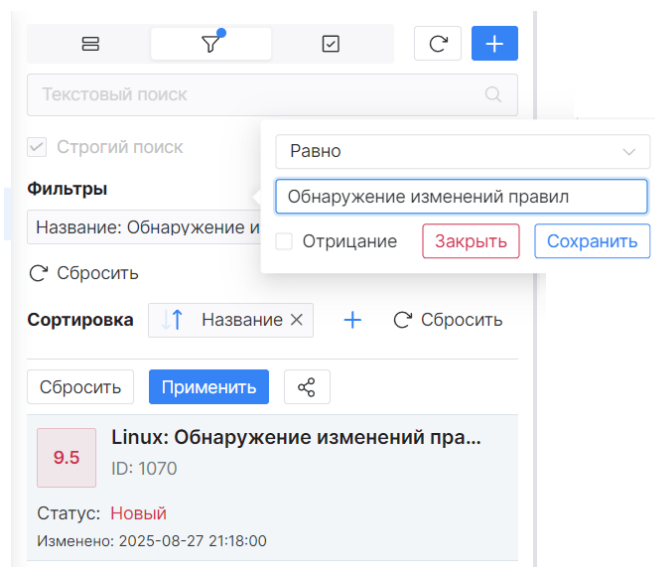 Текстовый поиск
Строгий поиск
Равно
Фильтры
Обнаружение изменений правил
Название: Обнаружение и
Отрицание Закрыть Сохранить
Сбросить
Сортировка Название Сбросить
Сбросить Применить
Linux: Обнаружение изменений пра...
9.5
ID: 1070
Статус: Новый
Изменено: 2025-08-27 21:18:00